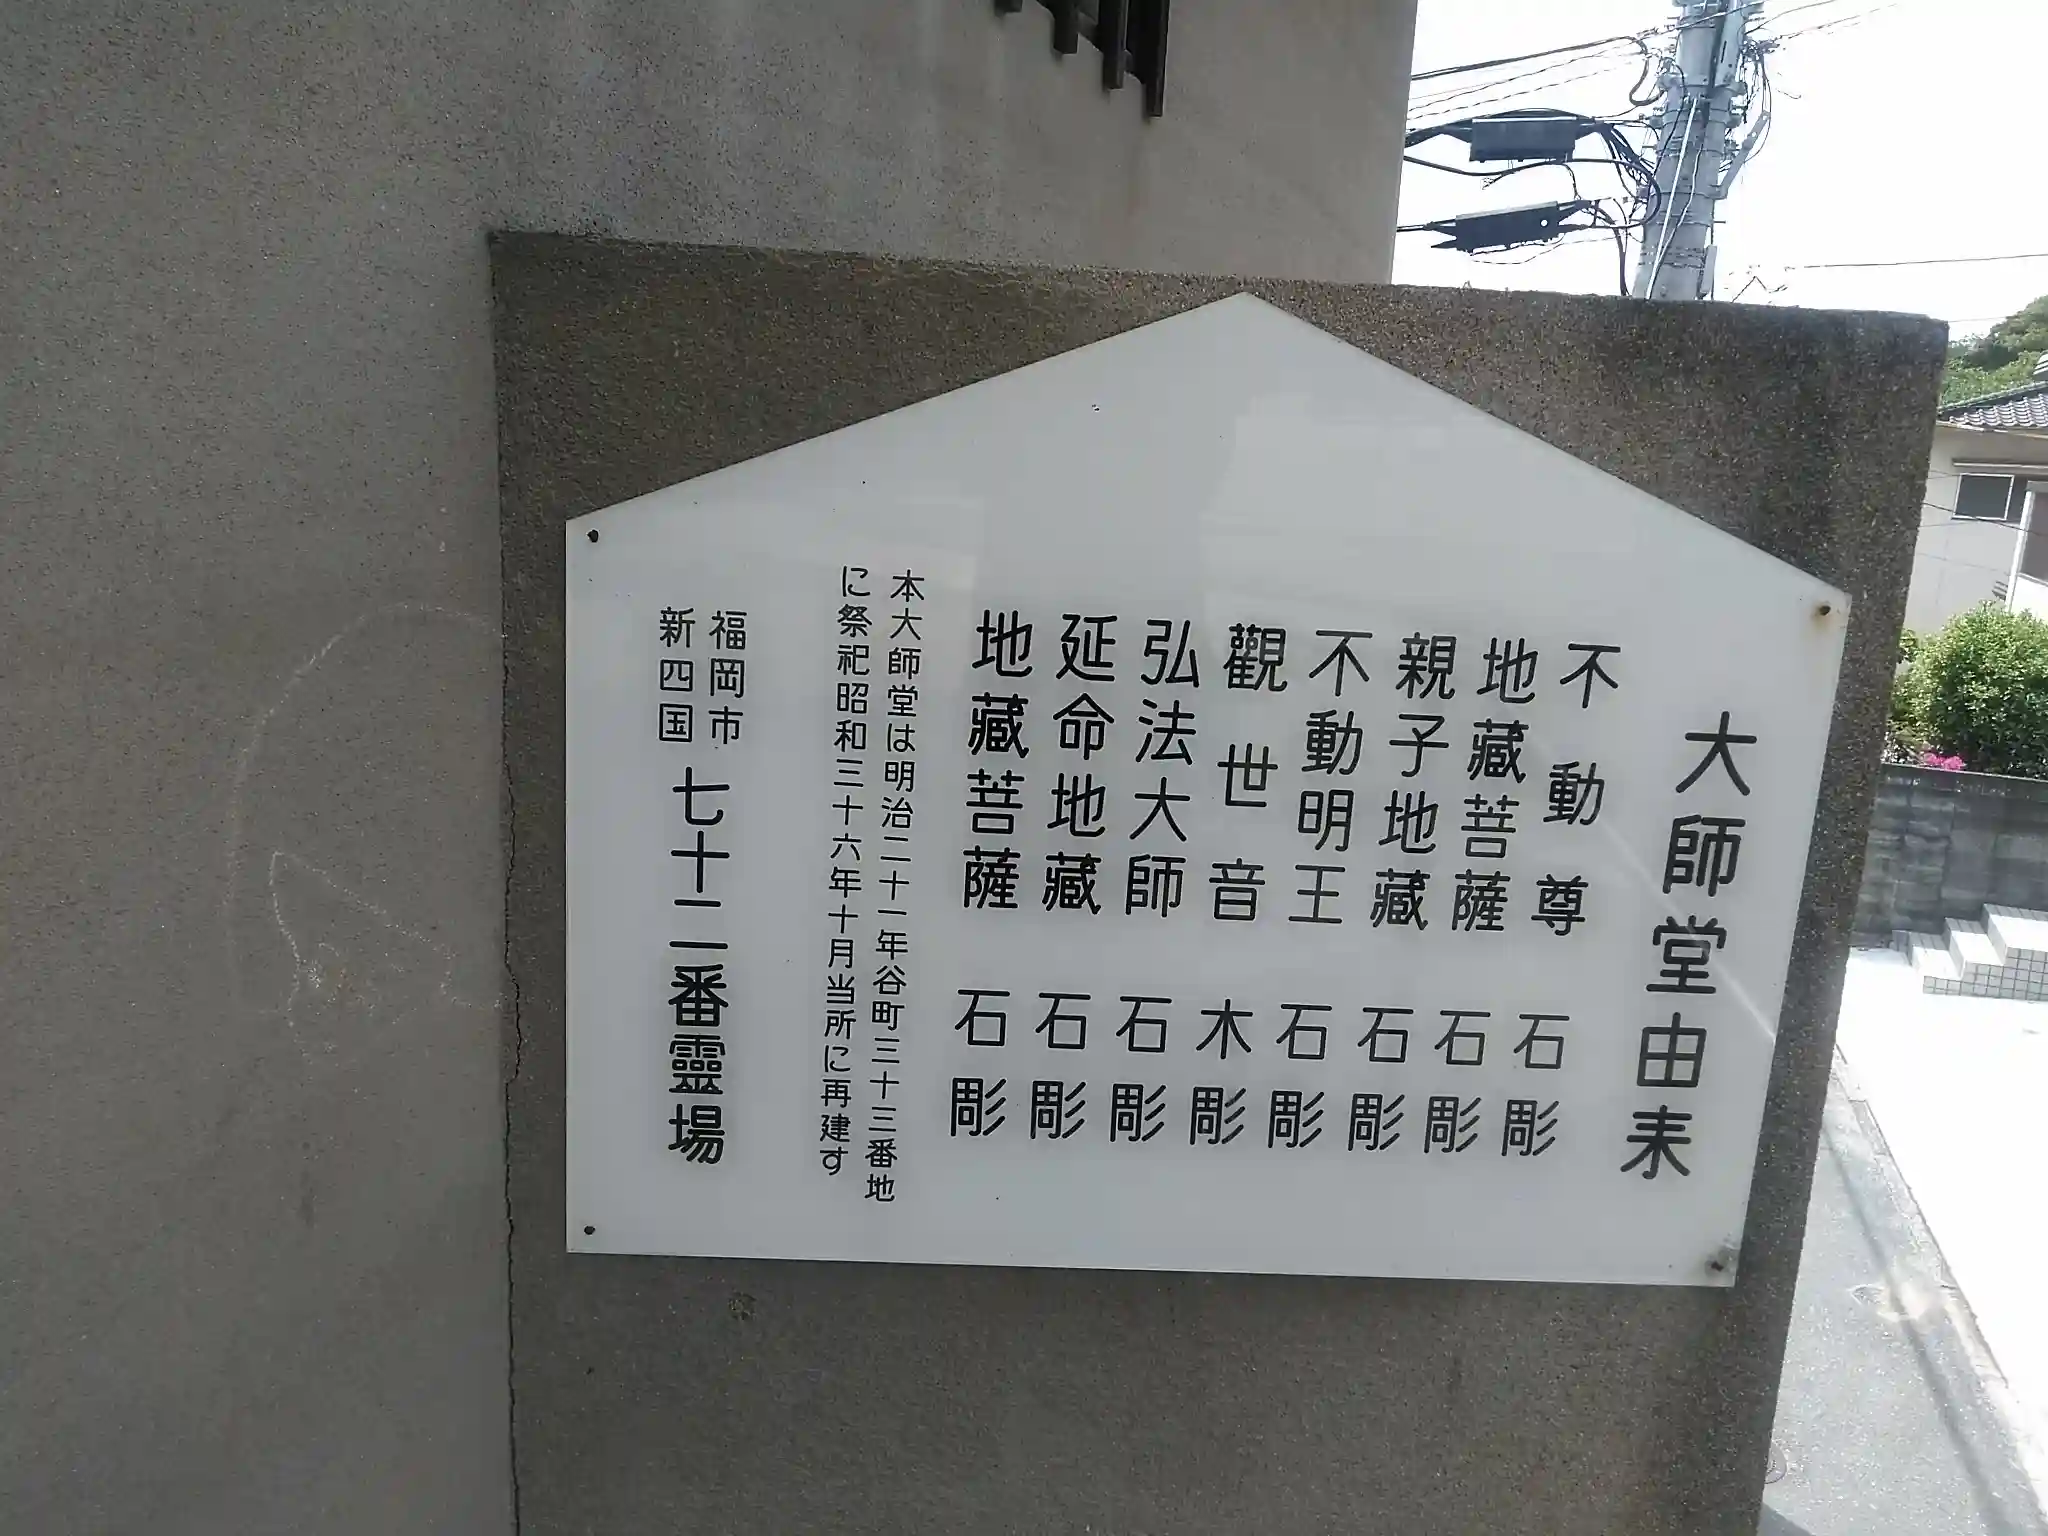 大師堂由来
不動尊 石彫
地藏菩薩 石彫
親子地藏 石彫
不動明王 石彫
觀世音 木彫
弘法大師 石彫
延命地藏 石彫
地藏菩薩 石彫
本大師堂は明治二十一年谷町三十三番地
に祭祀昭和三十六年十月当所に再建す
福岡市
新四国
七十二番靈場